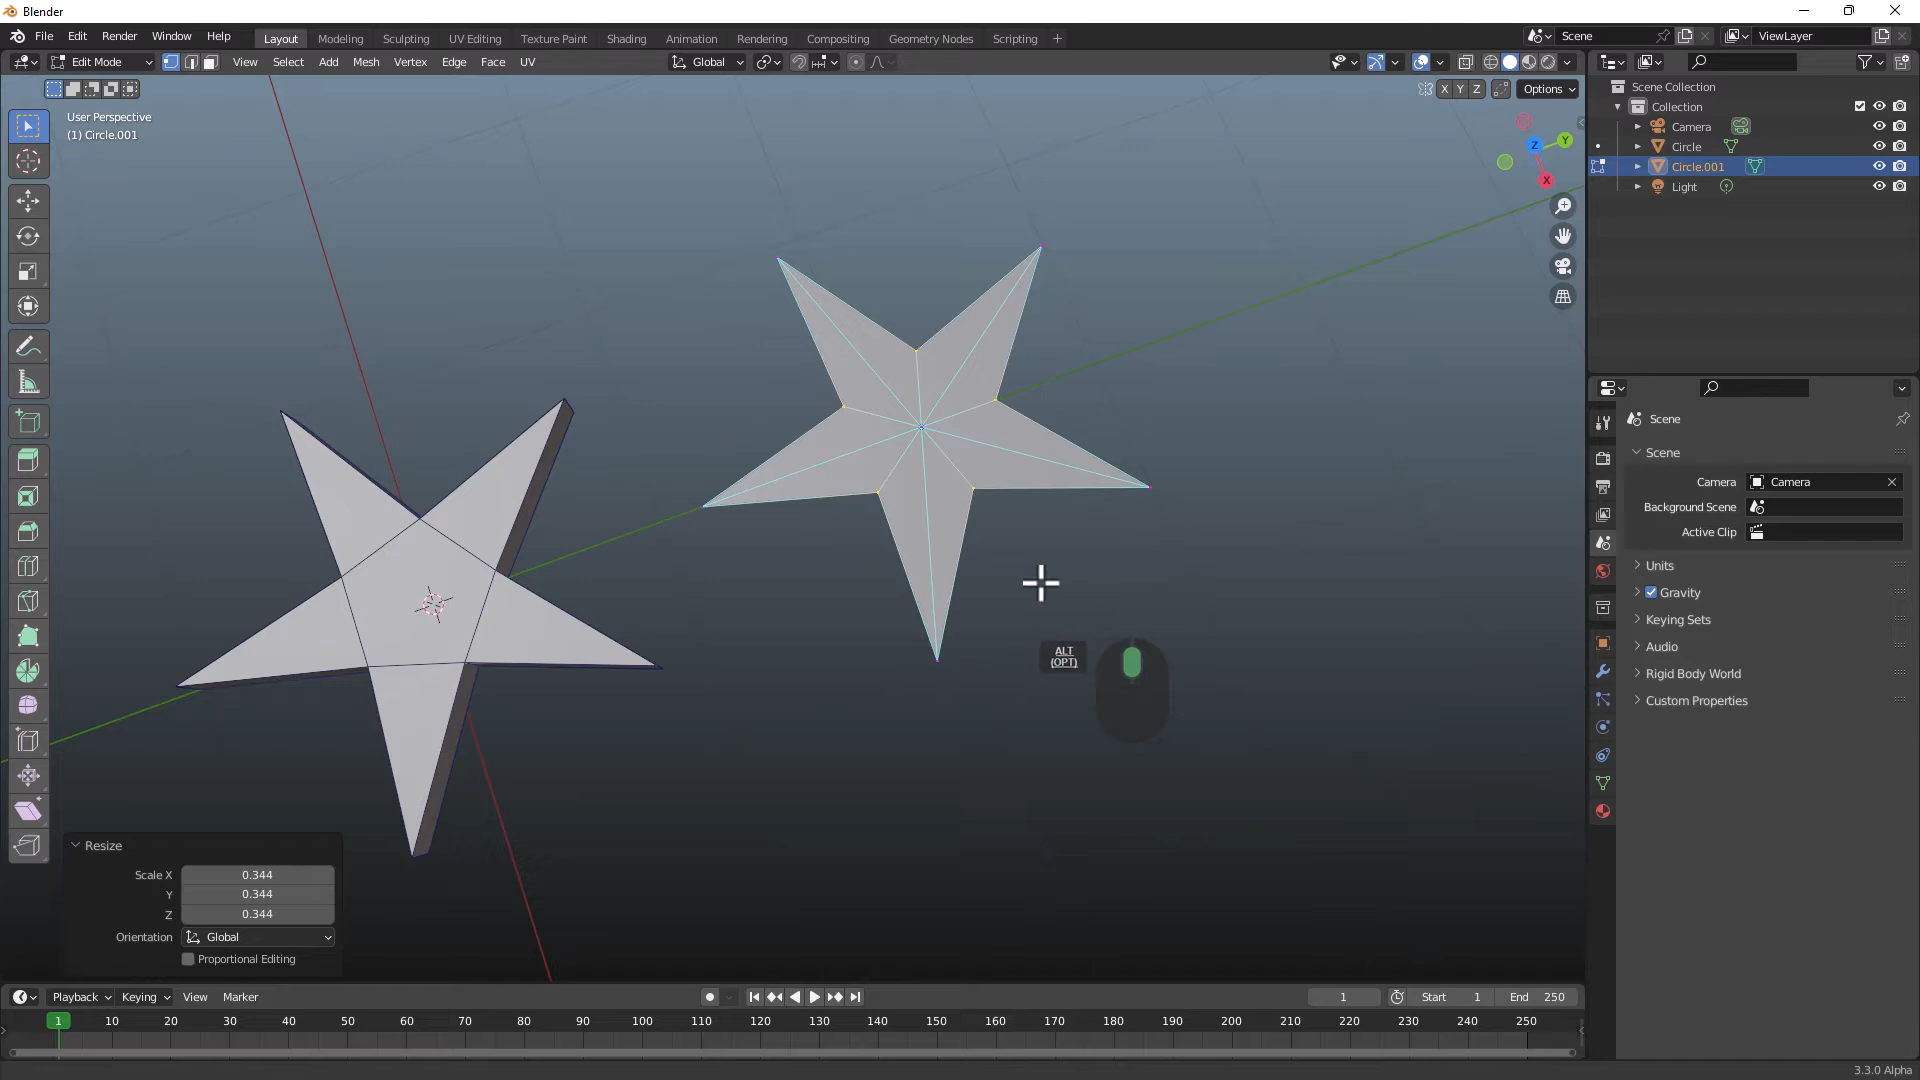 Blender
File Edit Render Window Help
Layout Modeling Sculpting UV Editing Texture Paint Shading Animation Rendering Compositing Geometry Nodes Scripting +
Scene
ViewLayer
Edit Mode View Select Add Mesh Vertex Edge Face UV
Global
X Y Z Options
User Perspective
(1) Circle.001
Y
Z
X
Scene Collection
Collection
Camera
Circle
Circle.001
Light
Scene
Scene
Camera Camera
Background Scene
Active Clip
Units
Gravity
Keying Sets
Audio
Rigid Body World
Custom Properties
ALT
(OPT)
Resize
Scale X 0.344
Y 0.344
Z 0.344
Orientation Global
Proportional Editing
Playback Keying View Marker
1 Start 1 End 250
1 10 20 30 40 50 60 70 80 90 100 110 120 130 140 150 160 170 180 190 200 210 220 230 240 250
3.3.0 Alpha